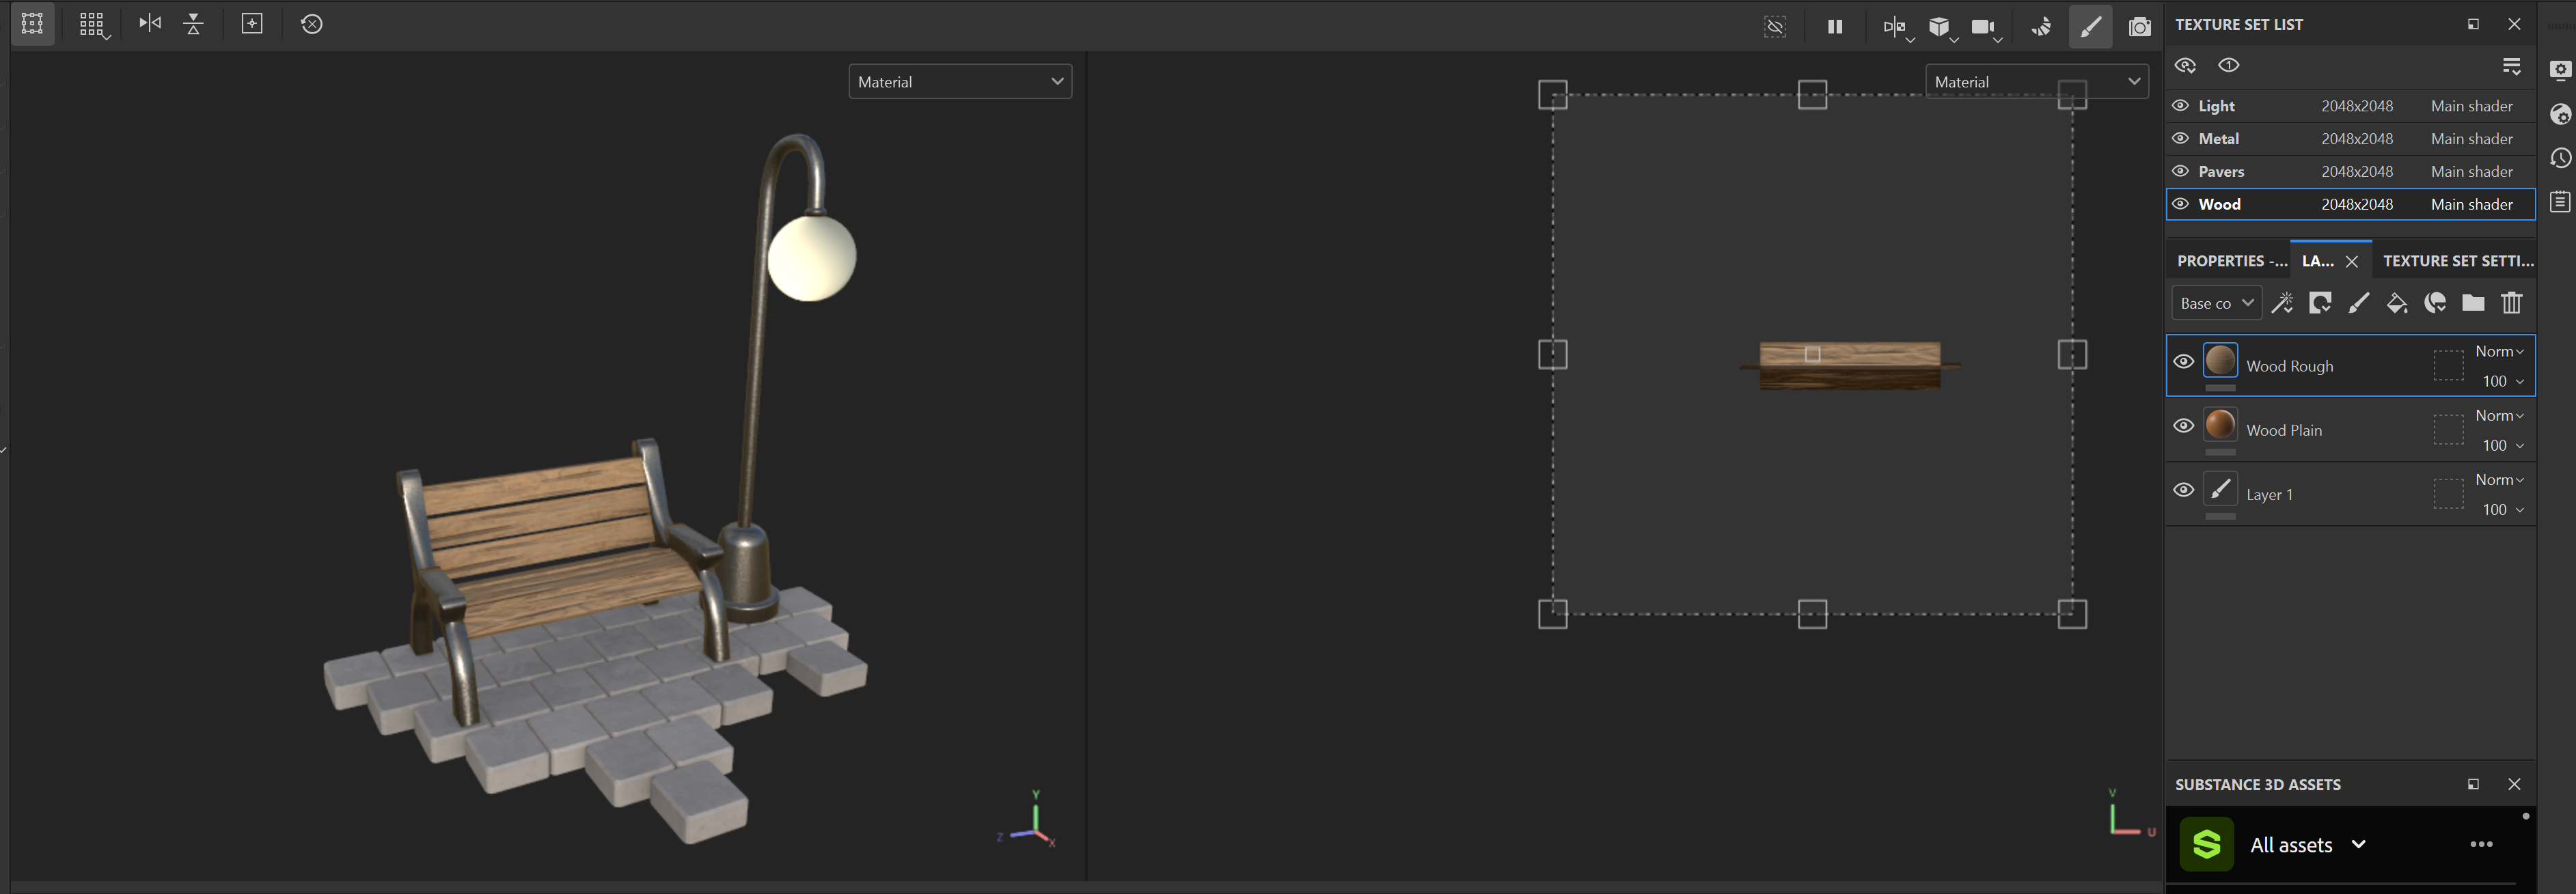 TEXTURE SET LIST
Material
Material
1
Light 2048x2048 Main shader
Metal 2048x2048 Main shader
Pavers 2048x2048 Main shader
Wood 2048x2048 Main shader
PROPERTIES -... LA... TEXTURE SET SETTI...
Base co
Wood Rough Norm
100
Wood Plain Norm
100
Layer 1 Norm
100
SUBSTANCE 3D ASSETS
Y
Z
X
V
U
S All assets